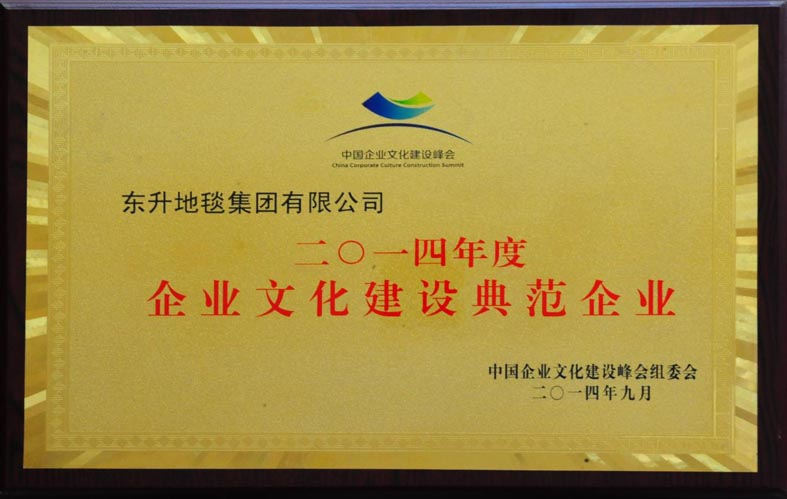 中国企业文化建设峰会
China Corporate Culture Construction Summit
东升地毯集团有限公司
二〇一四年度
企业文化建设典范企业
中国企业文化建设峰会组委会
二〇一四年九月